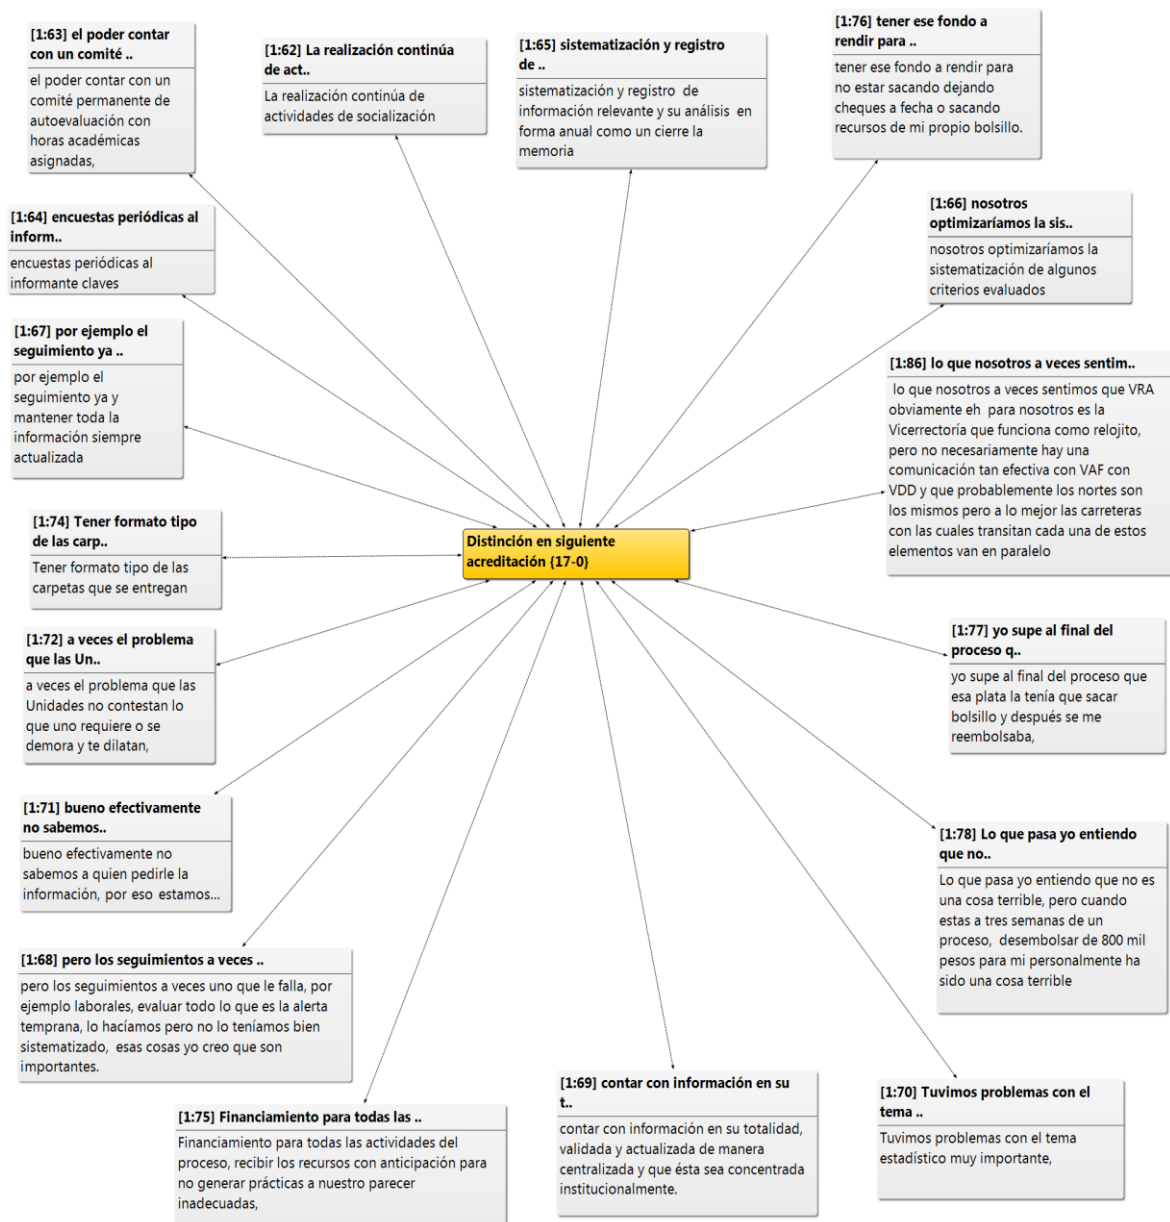 [1:63] el poder contar
con un comité ..
el poder contar con un
comité permanente de
autoevaluación con
horas académicas
asignadas,
[1:62] La realización continúa
de act..
La realización continúa de
actividades de socialización
[1:65] sistematización y registro
de ..
sistematización y registro de
información relevante y su análisis en
forma anual como un cierre la
memoria
[1:76] tener ese fondo a
rendir para ..
tener ese fondo a rendir para
no estar sacando dejando
cheques a fecha o sacando
recursos de mi propio bolsillo.
[1:64] encuestas periódicas al
inform..
encuestas periódicas al
informante claves
[1:66] nosotros
optimizaríamos la sis..
nosotros optimizaríamos la
sistematización de algunos
criterios evaluados
[1:67] por ejemplo el
seguimiento ya ..
por ejemplo el
seguimiento ya y
mantener toda la
información siempre
actualizada
[1:86] lo que nosotros a veces sentim..
lo que nosotros a veces sentimos que VRA
obviamente eh para nosotros es la
Vicerrectoría que funciona como relojito,
pero no necesariamente hay una
comunicación tan efectiva con VAF con
VDD y que probablemente los nortes son
los mismos pero a lo mejor las carreteras
con las cuales transitan cada una de estos
elementos van en paralelo
[1:74] Tener formato tipo
de las carp..
Tener formato tipo de las
carpetas que se entregan
Distinción en siguiente
acreditación {17-0}
[1:72] a veces el problema
que las Un..
a veces el problema que las
Unidades no contestan lo
que uno requiere o se
demora y te dilatan,
[1:77] yo supe al final del
proceso q..
yo supe al final del proceso que
esa plata la tenía que sacar
bolsillo y después se me
reembolsaba,
[1:71] bueno efectivamente
no sabemos..
bueno efectivamente no
sabemos a quien pedirle la
información, por eso estamos...
[1:78] Lo que pasa yo entiendo
que no..
Lo que pasa yo entiendo que no es
una cosa terrible, pero cuando
estas a tres semanas de un
proceso, desembolsar de 800 mil
pesos para mi personalmente ha
sido una cosa terrible
[1:68] pero los seguimientos a veces ..
pero los seguimientos a veces uno que le falla, por
ejemplo laborales, evaluar todo lo que es la alerta
temprana, lo hacíamos pero no lo teníamos bien
sistematizado, esas cosas yo creo que son
importantes.
[1:75] Financiamiento para todas las ..
Financiamiento para todas las actividades del
proceso, recibir los recursos con anticipación para
no generar prácticas a nuestro parecer
inadecuadas,
[1:69] contar con información en su
t..
contar con información en su totalidad,
validada y actualizada de manera
centralizada y que ésta sea concentrada
institucionalmente.
[1:70] Tuvimos problemas con el
tema ..
Tuvimos problemas con el tema
estadístico muy importante,